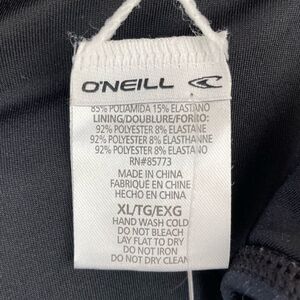 O'NEILL
85% POLIAMIDA 15% ELASTANO
LINING/DOUBLURE/FORRO:
92% POLYESTER 8% ELASTANE
92% POLYESTER 8% ELASTHANNE
92% POLIESTER 8% ELASTANO
RN#85773
MADE IN CHINA
FABRIQUÉ EN CHINE
HECHO EN CHINA
XL/TG/EXG
HAND WASH COLD
DO NOT BLEACH
LAY FLAT TO DRY
DO NOT IRON
DO NOT DRY CLEAN